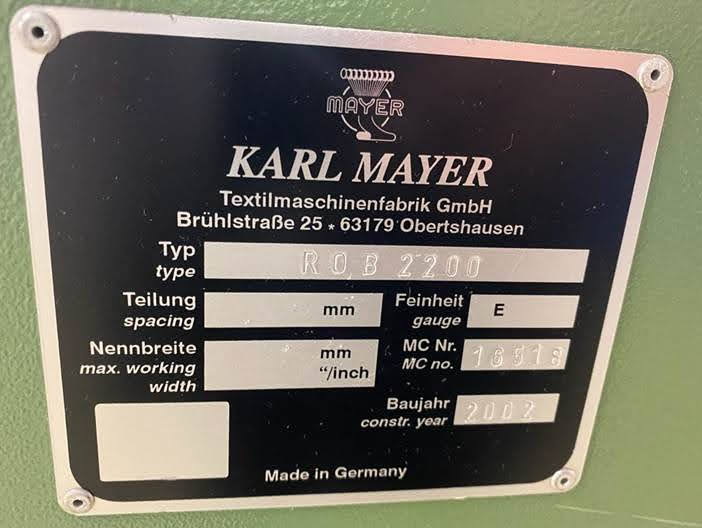 MAYER
KARL MAYER
Textilmaschinenfabrik GmbH
Brühlstraße 25 * 63179 Obertshausen
Typ
type
ROB 2200
Teilung
spacing
mm
Feinheit
gauge
E
Nennbreite
max. working
width
mm
“/inch
MC Nr.
MC no.
16518
Baujahr
constr. year
2002
Made in Germany